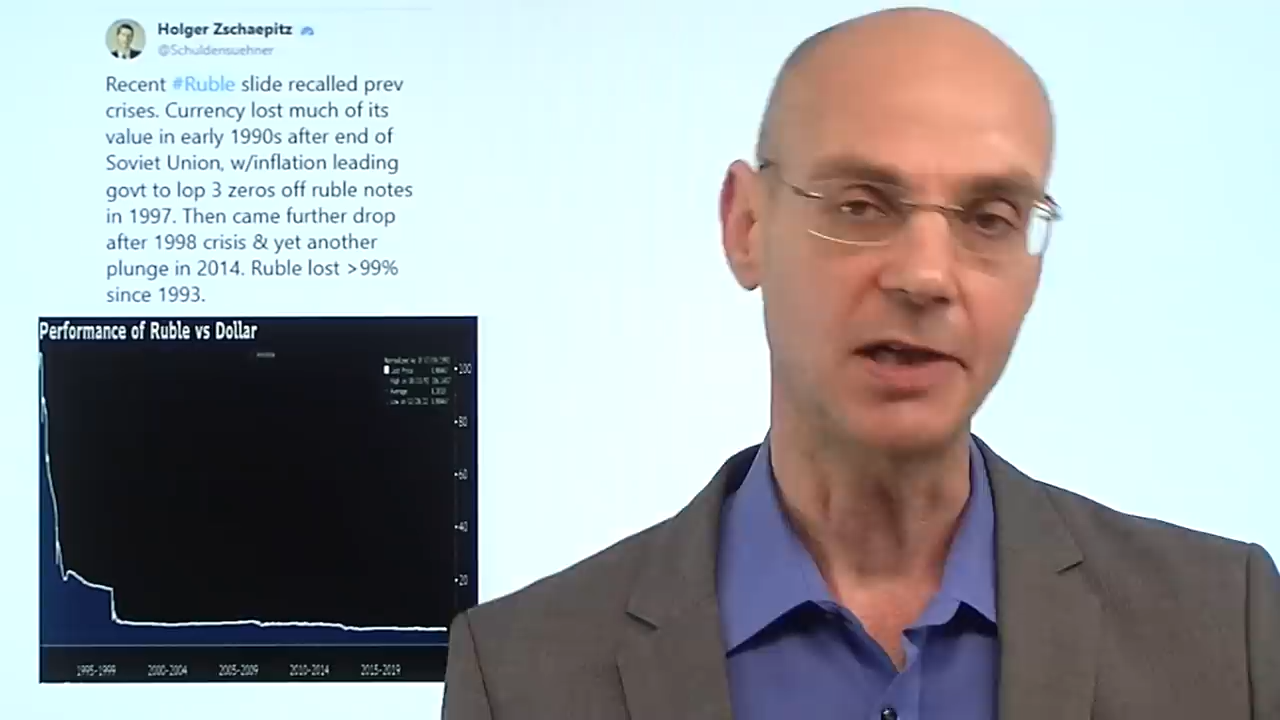 Holger Zschaepitz
@Schuldensuehner
Recent #Ruble slide recalled prev
crises. Currency lost much of its
value in early 1990s after end of
Soviet Union, w/inflation leading
govt to lop 3 zeros off ruble notes
in 1997. Then came further drop
after 1998 crisis & yet another
plunge in 2014. Ruble lost >99%
since 1993.
Performance of Ruble vs Dollar
Last Price
Average
100
80
60
40
20
1995-1999 2000-2004 2005-2009 2010-2014 2015-2019